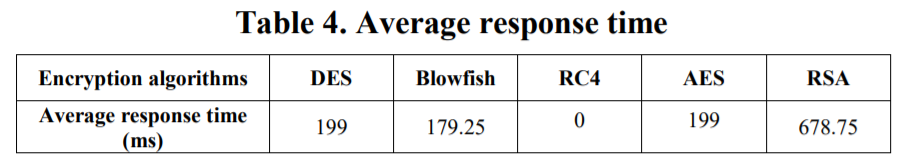 Table 4. Average response time
Encryption algorithms DES Blowfish RC4 AES RSA
Average response time
(ms) 199 179.25 0 199 678.75